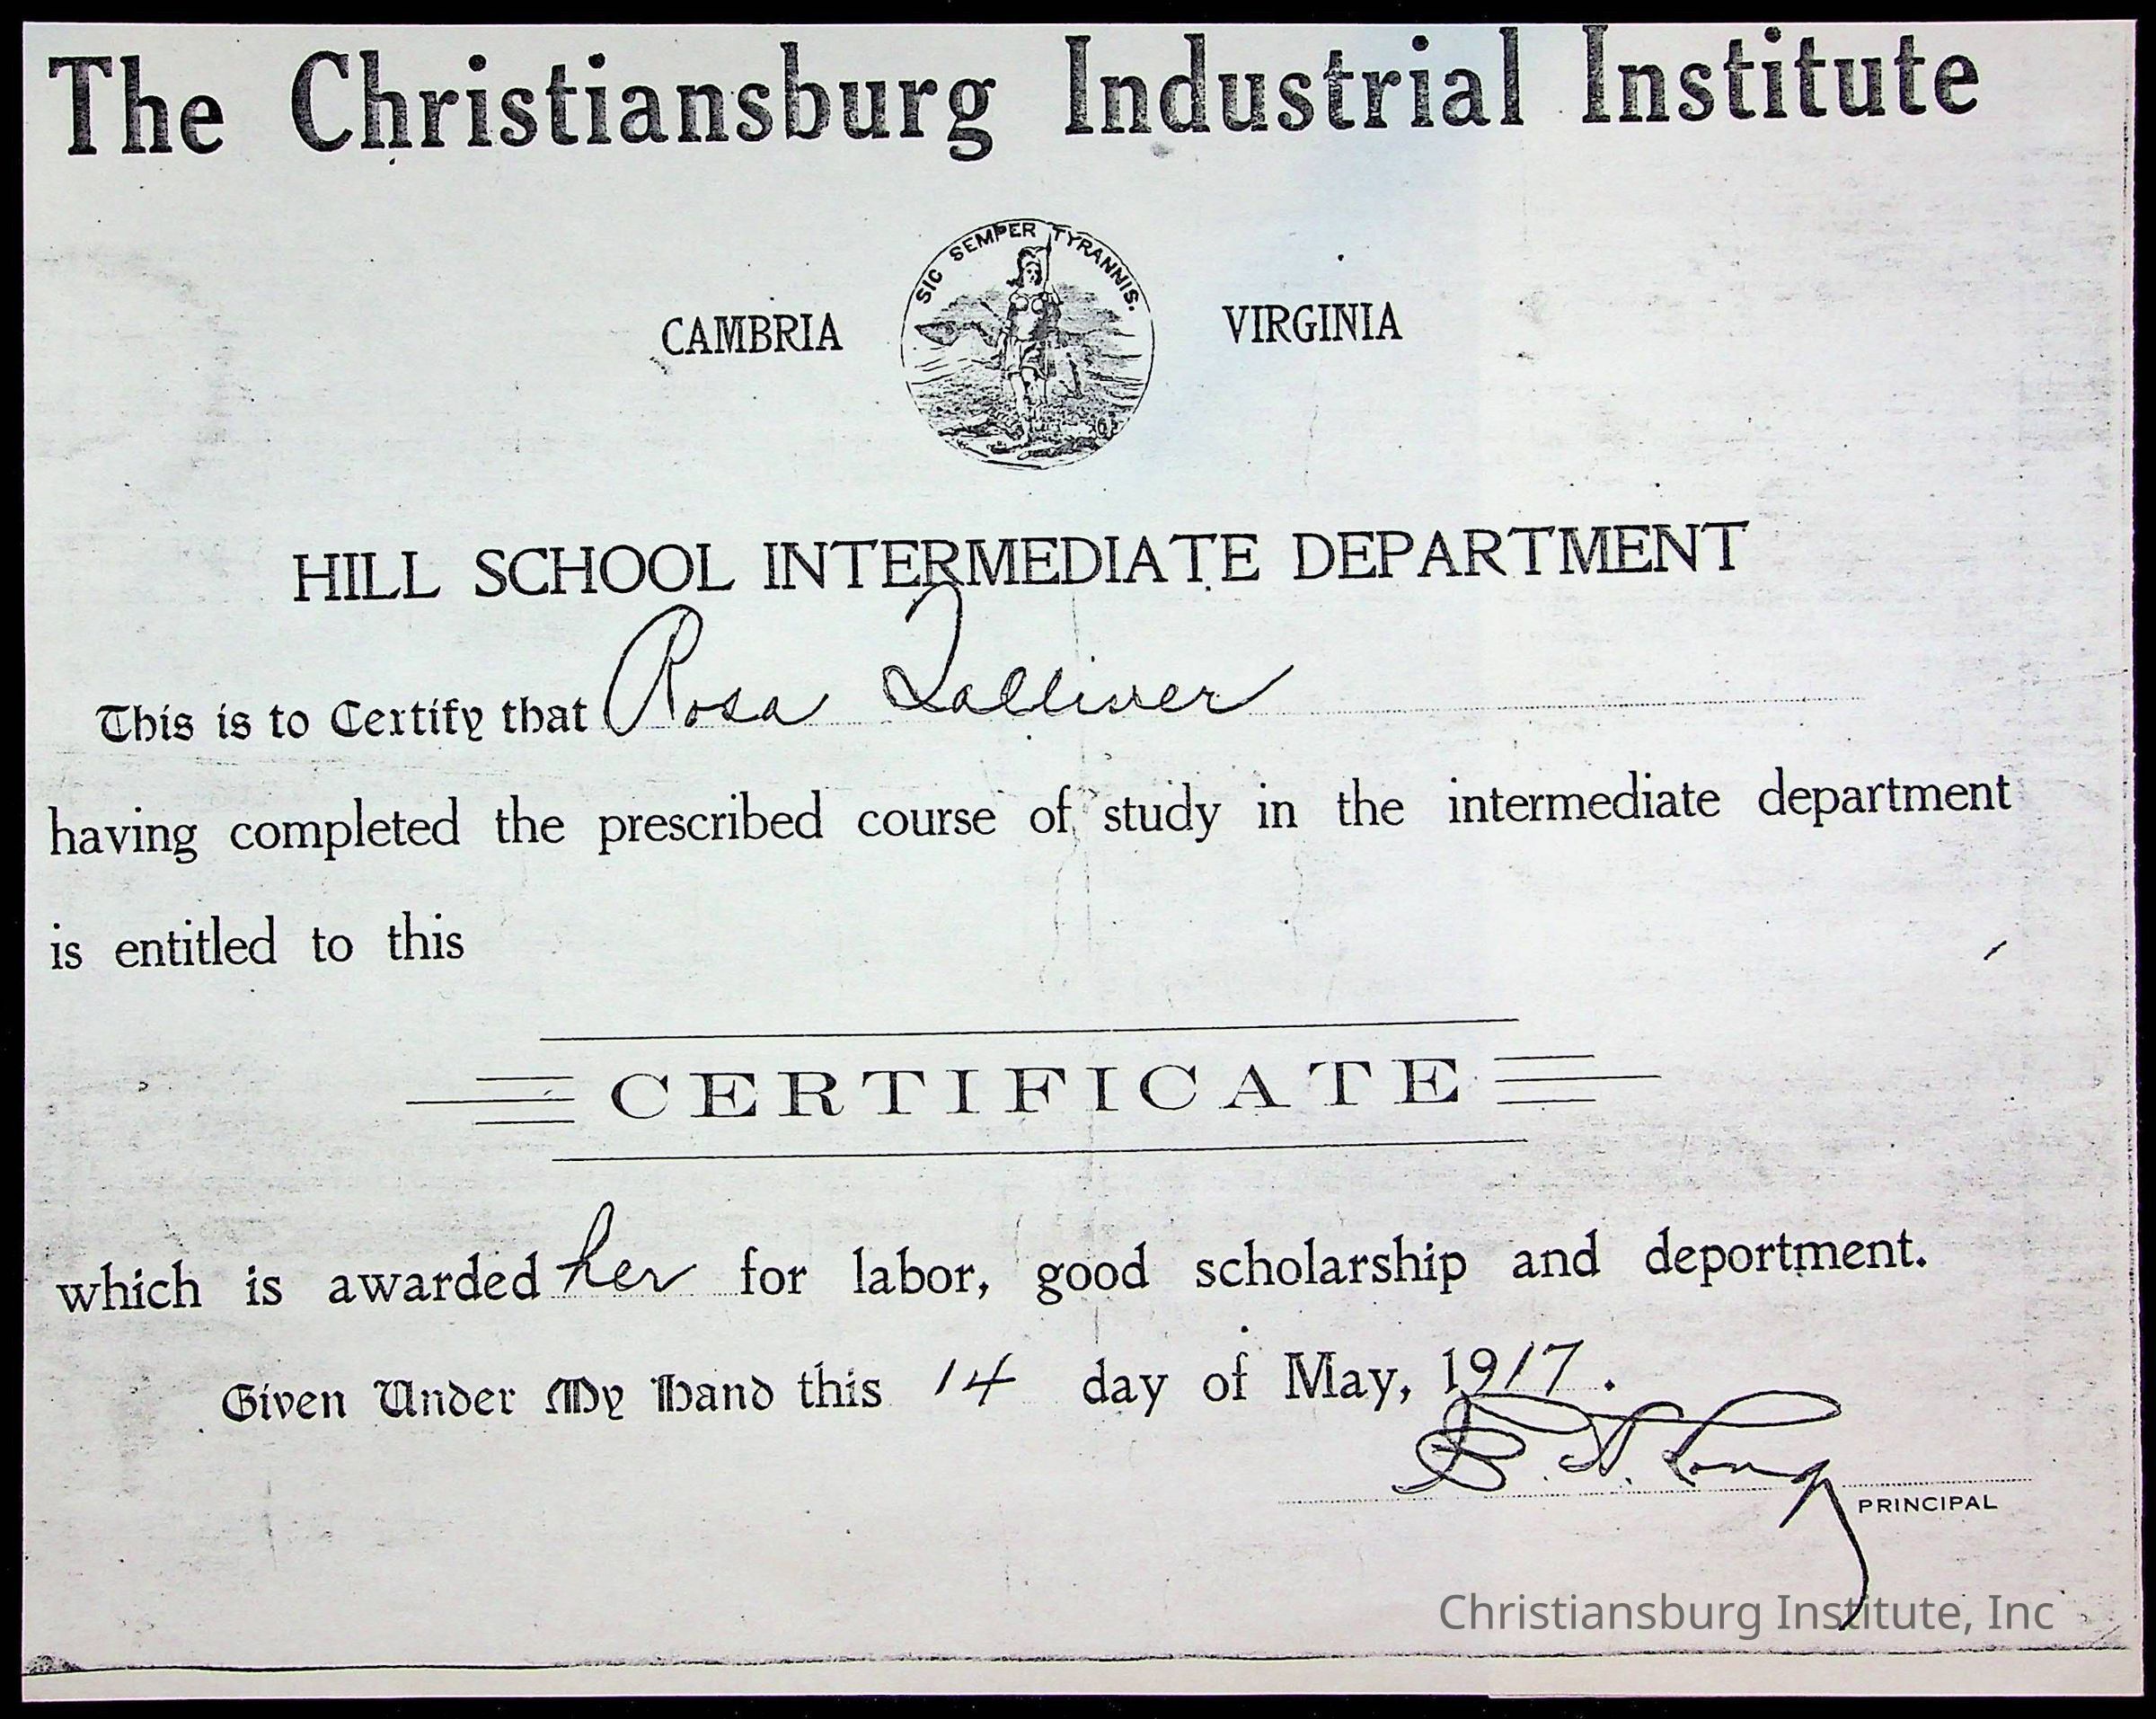 The Christiansburg Industrial Institute
SIC SEMPER TYRANNIS.
CAMBRIA VIRGINIA
HILL SCHOOL INTERMEDIATE DEPARTMENT
This is to Certify that Rosa
having completed the prescribed course of study in the intermediate department
is entitled to this
CERTIFICATE
which is awarded her for labor, good scholarship and deportment.
Given Under My Hand this 14 day of May, 1917.
Long
PRINCIPAL
Christiansburg Institute, Inc